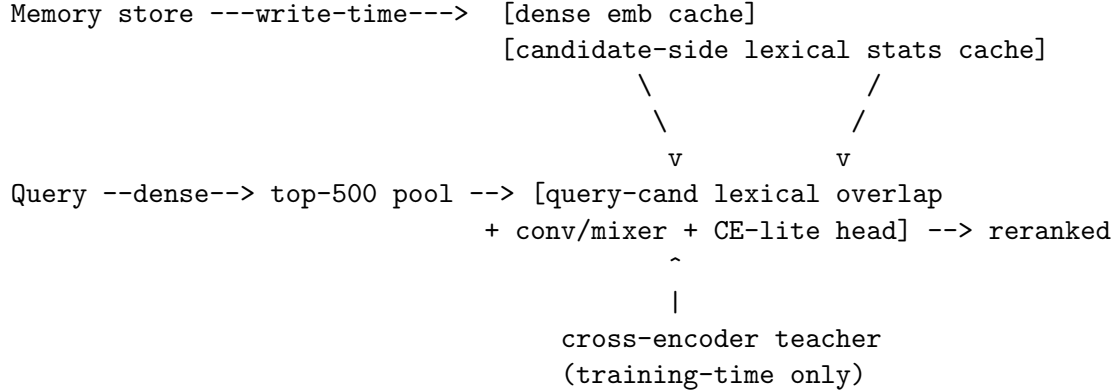 Memory store ---write-time---> [dense emb cache]
[candidate-side lexical stats cache]
\ /
\ /
v v
Query --dense--> top-500 pool --> [query-cand lexical overlap
+ conv/mixer + CE-lite head] --> reranked
^
|
cross-encoder teacher
(training-time only)